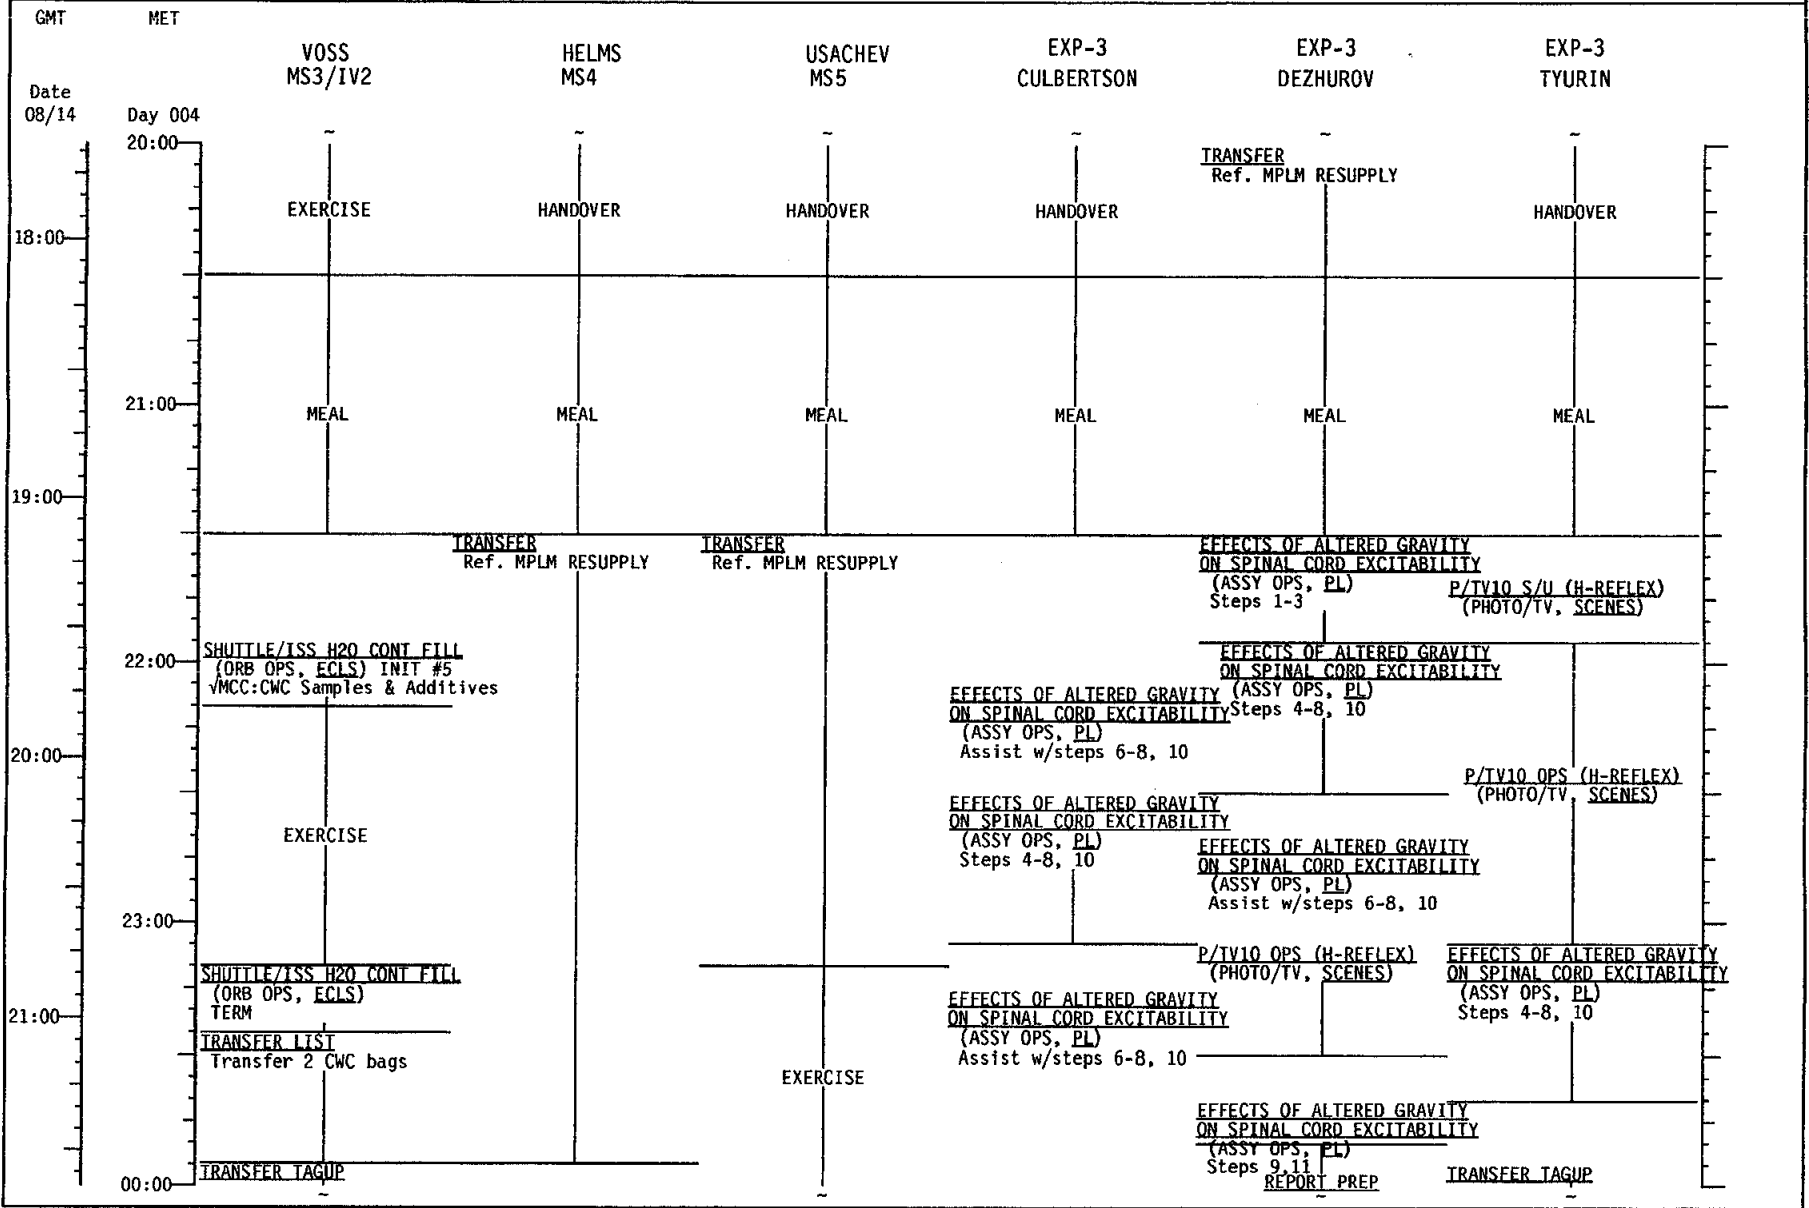 GMT MET
VOSS HELMS USACHEV EXP-3 EXP-3 EXP-3
MS3/IV2 MS4 MS5 CULBERTSON DEZHUROV TYURIN
Date
08/14 Day 004
~ ~ ~ ~ ~ ~
20:00
TRANSFER
Ref. MPLM RESUPPLY
EXERCISE HANDOVER HANDOVER HANDOVER HANDOVER
18:00
21:00
MEAL MEAL MEAL MEAL MEAL MEAL
19:00
TRANSFER
Ref. MPLM RESUPPLY
TRANSFER
Ref. MPLM RESUPPLY
EFFECTS OF ALTERED GRAVITY
ON SPINAL CORD EXCITABILITY
(ASSY OPS, PL)
Steps 1-3
P/TV10 S/U (H-REFLEX)
(PHOTO/TV, SCENES)
22:00
SHUTTLE/ISS H2O CONT FILL
(ORB OPS, ECLS) INIT #5
√MCC:CWC Samples & Additives
EFFECTS OF ALTERED GRAVITY
ON SPINAL CORD EXCITABILITY
(ASSY OPS, PL)
Steps 4-8, 10
EFFECTS OF ALTERED GRAVITY
ON SPINAL CORD EXCITABILITY
(ASSY OPS, PL)
Assist w/steps 6-8, 10
20:00
P/TV10 OPS (H-REFLEX)
(PHOTO/TV, SCENES)
EFFECTS OF ALTERED GRAVITY
ON SPINAL CORD EXCITABILITY
(ASSY OPS, PL)
Steps 4-8, 10
EXERCISE
EFFECTS OF ALTERED GRAVITY
ON SPINAL CORD EXCITABILITY
(ASSY OPS, PL)
Assist w/steps 6-8, 10
23:00
SHUTTLE/ISS H2O CONT FILL
(ORB OPS, ECLS)
TERM
P/TV10 OPS (H-REFLEX)
(PHOTO/TV, SCENES)
EFFECTS OF ALTERED GRAVITY
ON SPINAL CORD EXCITABILITY
(ASSY OPS, PL)
Steps 4-8, 10
EFFECTS OF ALTERED GRAVITY
ON SPINAL CORD EXCITABILITY
(ASSY OPS, PL)
Assist w/steps 6-8, 10
21:00
TRANSFER LIST
Transfer 2 CWC bags
EXERCISE
EFFECTS OF ALTERED GRAVITY
ON SPINAL CORD EXCITABILITY
(ASSY OPS, PL)
Steps 9,11
REPORT PREP
TRANSFER TAGUP
TRANSFER TAGUP
00:00
~ ~ ~ ~